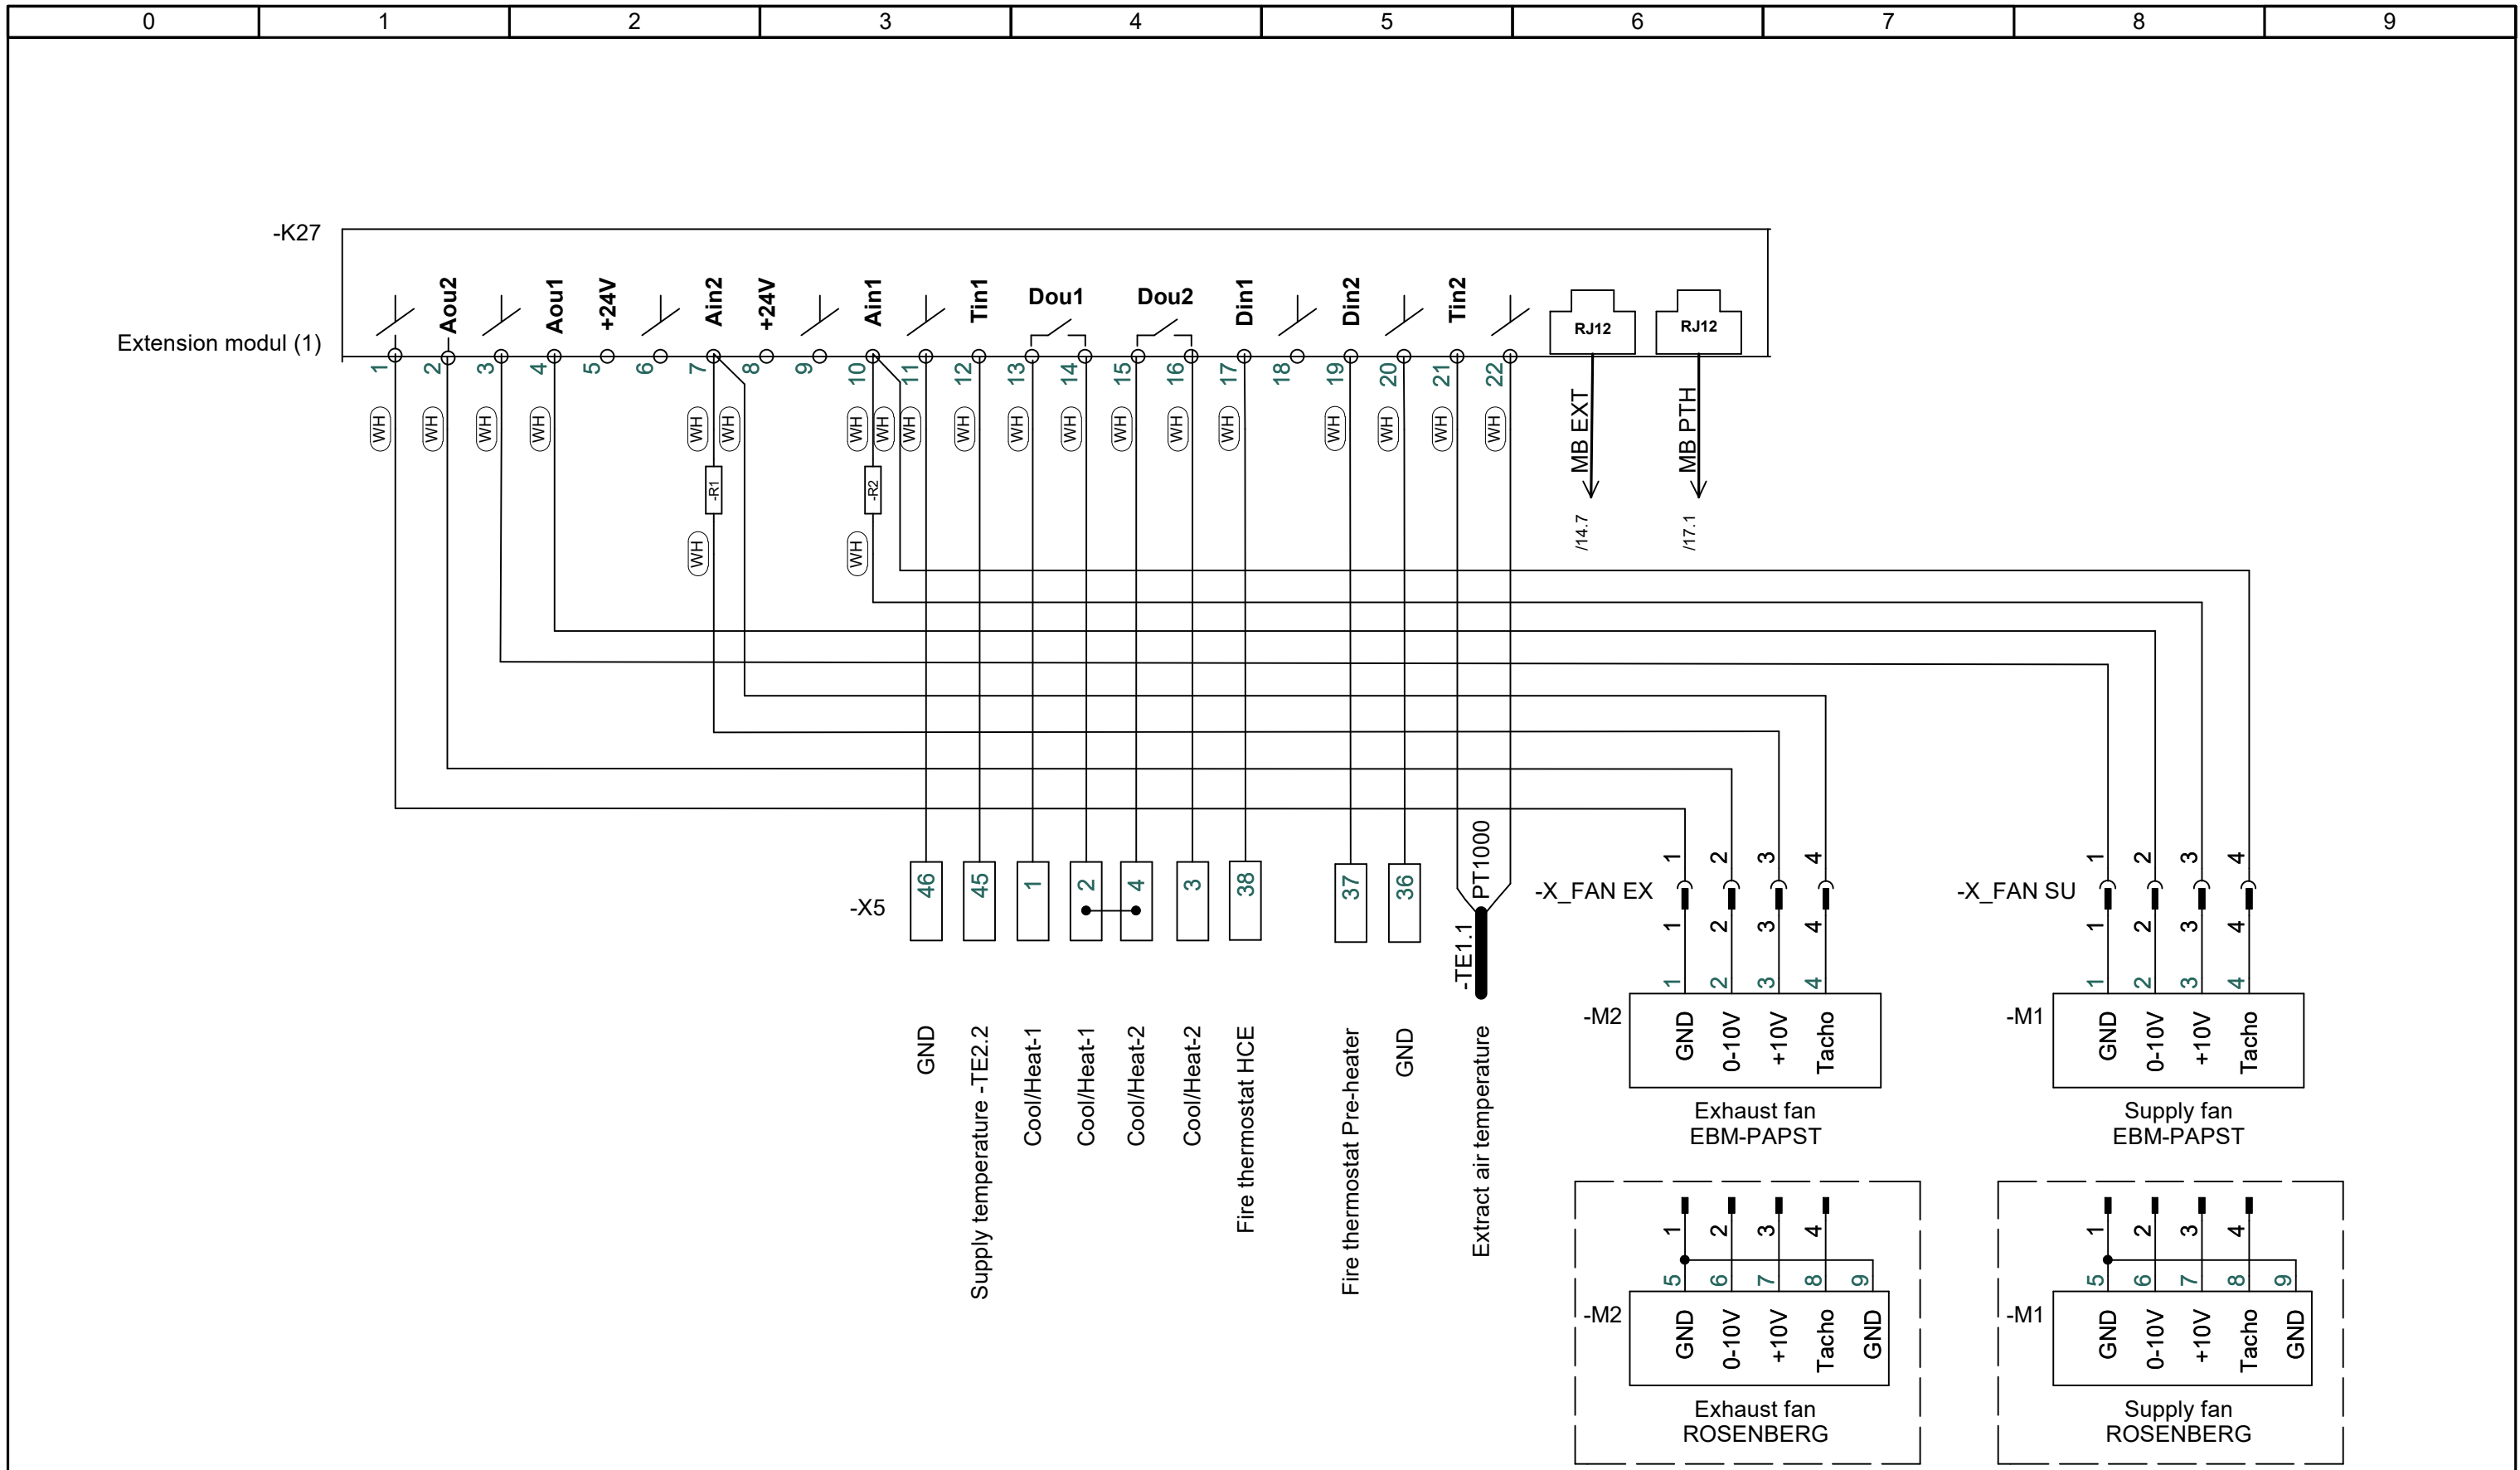 0 1 2 3 4 5 6 7 8 9
-K27
Aou2 Aou1 +24V Ain2 +24V Ain1 Tin1 Dou1 Dou2 Din1 Din2 Tin2 RJ12 RJ12
Extension modul (1)
1 2 3 4 5 6 7 8 9 10 11 12 13 14 15 16 17 18 19 20 21 22
WH WH WH WH WH WH WH WH WH WH WH WH WH WH WH WH WH WH WH
MB EXT MB PTH
-R1 -R2
/14.7 /17.1
WH WH
PT1000
1 2 3 4 1 2 3 4
-X5 46 45 1 2 4 3 38 37 36
-X_FAN EX -X_FAN SU
1 2 3 4 1 2 3 4
-TE1.1
1 2 3 4 1 2 3 4
-M2 GND 0-10V +10V Tacho
-M1 GND 0-10V +10V Tacho
GND
Supply temperature -TE2.2
Cool/Heat-1
Cool/Heat-1
Cool/Heat-2
Cool/Heat-2
Fire thermostat HCE
Fire thermostat Pre-heater
GND
Extract air temperature
Exhaust fan
EBM-PAPST
Supply fan
EBM-PAPST
1 2 3 4 1 2 3 4
5 6 7 8 9 5 6 7 8 9
-M2 GND 0-10V +10V Tacho GND
-M1 GND 0-10V +10V Tacho GND
Exhaust fan
ROSENBERG
Supply fan
ROSENBERG